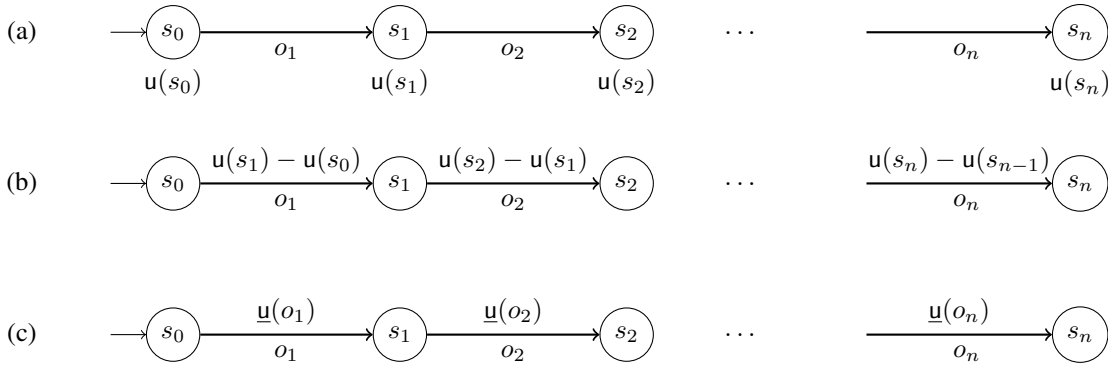 (a) s₀ o₁ s₁ o₂ s₂ ⋯ oₙ sₙ
u(s₀) u(s₁) u(s₂) u(sₙ)
u(s₁) − u(s₀) u(s₂) − u(s₁) u(sₙ) − u(sₙ₋₁)
(b) s₀ o₁ s₁ o₂ s₂ ⋯ oₙ sₙ
u̲(o₁) u̲(o₂) u̲(oₙ)
(c) s₀ o₁ s₁ o₂ s₂ ⋯ oₙ sₙ